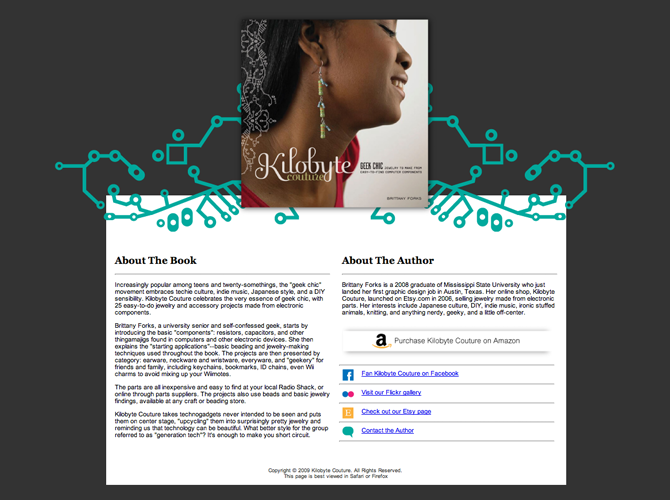 Kilobyte
couture
GEEK CHIC JEWELRY TO MAKE FROM
EASY-TO-FIND COMPUTER COMPONENTS
BRITTANY FORKS
About The Book
Increasingly popular among teens and twenty-somethings, the "geek chic"
movement embraces techie culture, indie music, Japanese style, and a DIY
sensibility. Kilobyte Couture celebrates the very essence of geek chic, with
25 easy-to-do jewelry and accessory projects made from electronic
components.
Brittany Forks, a university senior and self-confessed geek, starts by
introducing the basic "components": resistors, capacitors, and other
thingamajigs found in computers and other electronic devices. She then
explains the "starting applications"--basic beading and jewelry-making
techniques used throughout the book. The projects are then presented by
category: earware, neckware and wristware, everyware, and "geekery" for
friends and family, including keychains, bookmarks, ID chains, even Wii
charms to avoid mixing up your Wiimotes.
The parts are all inexpensive and easy to find at your local Radio Shack, or
online through parts suppliers. The projects also use beads and basic jewelry
findings, available at any craft or beading store.
Kilobyte Couture takes technogadgets never intended to be seen and puts
them on center stage, "upcycling" them into surprisingly pretty jewelry and
reminding us that technology can be beautiful. What better style for the group
referred to as "generation tech"? It's enough to make you short circuit.
About The Author
Brittany Forks is a 2008 graduate of Mississippi State University who just
landed her first graphic design job in Austin, Texas. Her online shop, Kilobyte
Couture, launched on Etsy.com in 2006, selling jewelry made from electronic
parts. Her interests include Japanese culture, DIY, indie music, ironic stuffed
animals, knitting, and anything nerdy, geeky, and a little off-center.
a Purchase Kilobyte Couture on Amazon
f Fan Kilobyte Couture on Facebook
Visit our Flickr gallery
E Check out our Etsy page
Contact the Author
Copyright © 2009 Kilobyte Couture. All Rights Reserved.
This page is best viewed in Safari or Firefox